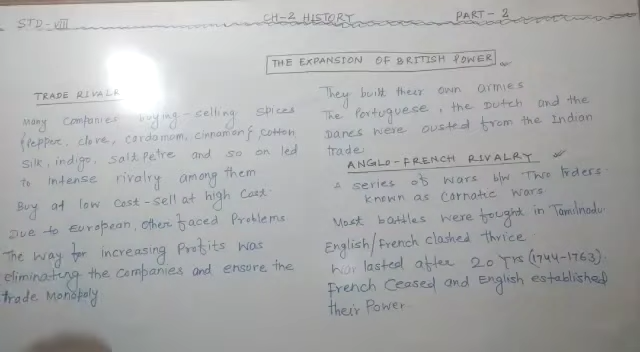 STD-VIII CH-2 HISTORY PART-2
THE EXPANSION OF BRITISH POWER
TRADE RIVALR
Many Companies buying-selling Spices
(Pepper, clove, cardamom, cinnamon), cotton
Silk, indigo, salt Petre and so on led
to intense rivalry among them
Buy at low Cost-sell at high Cost.
Due to European, other faced Problems
The way for increasing Profits was
eliminating the Companies and ensure the
trade Monopoly
They built their own armies
The Portuguese, the Dutch and the
Danes were ousted from the Indian
trade.
ANGLO-FRENCH RIVALRY
A series of wars b/w Two trders.
known as Carnatic wars
Most battles were fought in Tamilnadu
English/French clashed thrice
War lasted after 20 Yrs (1744-1763).
French Ceased and English established
their Power.